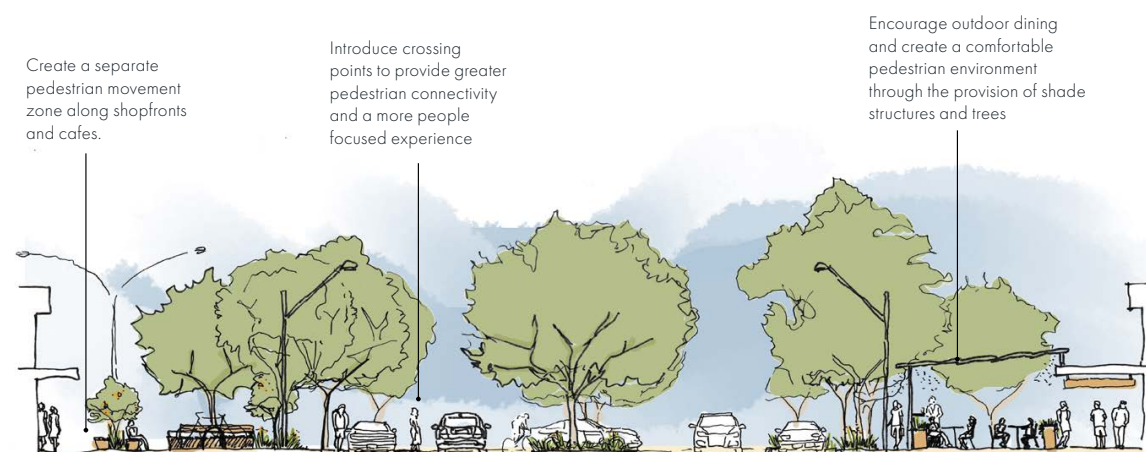 Create a separate
pedestrian movement
zone along shopfronts
and cafes.
Introduce crossing
points to provide greater
pedestrian connectivity
and a more people
focused experience
Encourage outdoor dining
and create a comfortable
pedestrian environment
through the provision of shade
structures and trees